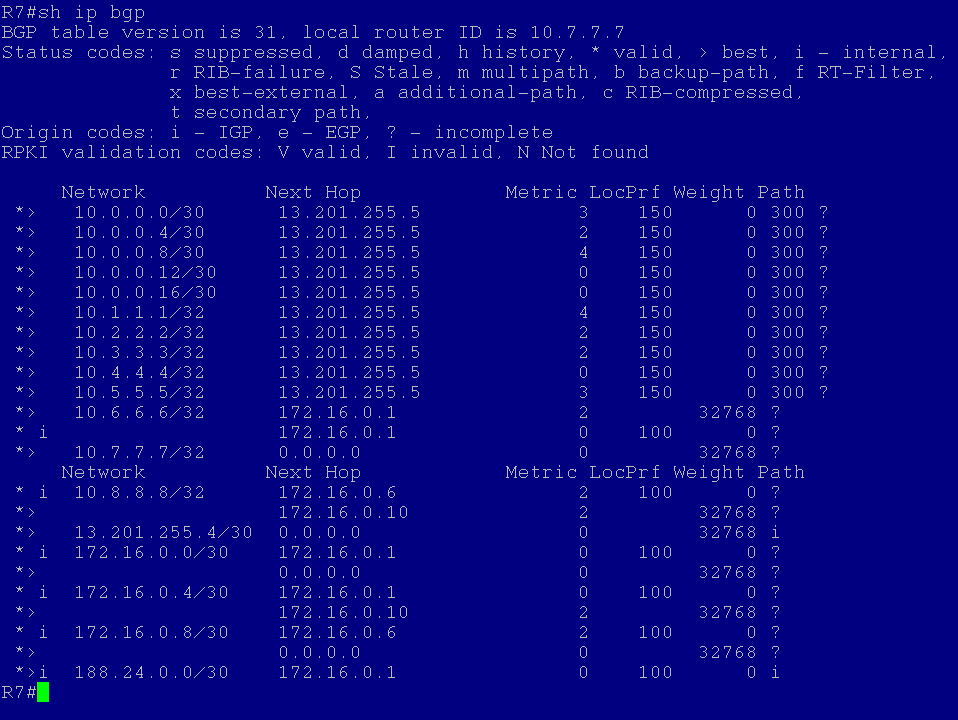 R7#sh ip bgp
BGP table version is 31, local router ID is 10.7.7.7
Status codes: s suppressed, d damped, h history, * valid, > best, i - internal,
              r RIB-failure, S Stale, m multipath, b backup-path, f RT-Filter,
              x best-external, a additional-path, c RIB-compressed,
              t secondary path,
Origin codes: i - IGP, e - EGP, ? - incomplete
RPKI validation codes: V valid, I invalid, N Not found

     Network          Next Hop            Metric LocPrf Weight Path
 *>   10.0.0.0/30      13.201.255.5             3    150      0 300 ?
 *>   10.0.0.4/30      13.201.255.5             2    150      0 300 ?
 *>   10.0.0.8/30      13.201.255.5             4    150      0 300 ?
 *>   10.0.0.12/30     13.201.255.5             0    150      0 300 ?
 *>   10.0.0.16/30     13.201.255.5             0    150      0 300 ?
 *>   10.1.1.1/32      13.201.255.5             4    150      0 300 ?
 *>   10.2.2.2/32      13.201.255.5             2    150      0 300 ?
 *>   10.3.3.3/32      13.201.255.5             2    150      0 300 ?
 *>   10.4.4.4/32      13.201.255.5             0    150      0 300 ?
 *>   10.5.5.5/32      13.201.255.5             3    150      0 300 ?
 *>   10.6.6.6/32      172.16.0.1               2         32768 ?
 * i                   172.16.0.1               0    100      0 ?
 *>   10.7.7.7/32      0.0.0.0                  0         32768 ?
     Network          Next Hop            Metric LocPrf Weight Path
 * i  10.8.8.8/32      172.16.0.6               2    100      0 ?
 *>                    172.16.0.10              2         32768 ?
 *>   13.201.255.4/30  0.0.0.0                  0         32768 i
 * i  172.16.0.0/30    172.16.0.1               0    100      0 ?
 *>                    0.0.0.0                  0         32768 ?
 * i  172.16.0.4/30    172.16.0.1               0    100      0 ?
 *>                    172.16.0.10              2         32768 ?
 * i  172.16.0.8/30    172.16.0.6               2    100      0 ?
 *>                    0.0.0.0                  0         32768 ?
 *>i  188.24.0.0/30    172.16.0.1               0    100      0 i
R7#